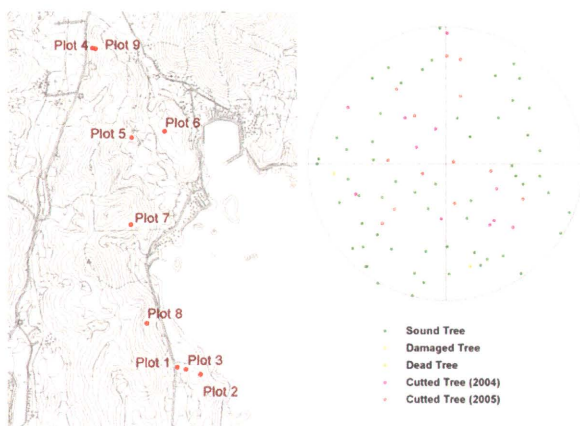 Plot 4 Plot 9
Plot 5
Plot 6
Plot 7
Plot 8
Plot 1
Plot 3
Plot 2
Sound Tree
Damaged Tree
Dead Tree
Cutted Tree (2004)
Cutted Tree (2005)